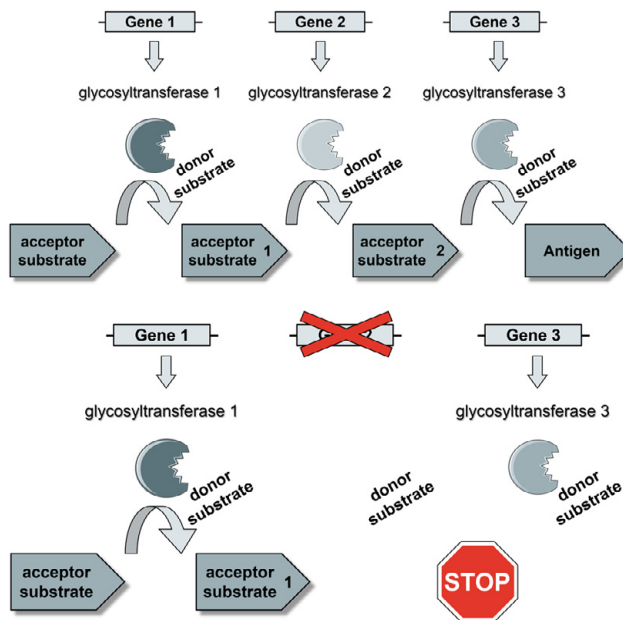 Gene 1
Gene 2
Gene 3
glycosyltransferase 1
glycosyltransferase 2
glycosyltransferase 3
donor
substrate
donor
substrate
donor
substrate
acceptor
substrate
acceptor
substrate 1
acceptor
substrate 2
Antigen
Gene 1
Gene 3
glycosyltransferase 1
glycosyltransferase 3
donor
substrate
donor
substrate
donor
substrate
acceptor
substrate
acceptor
substrate 1
STOP